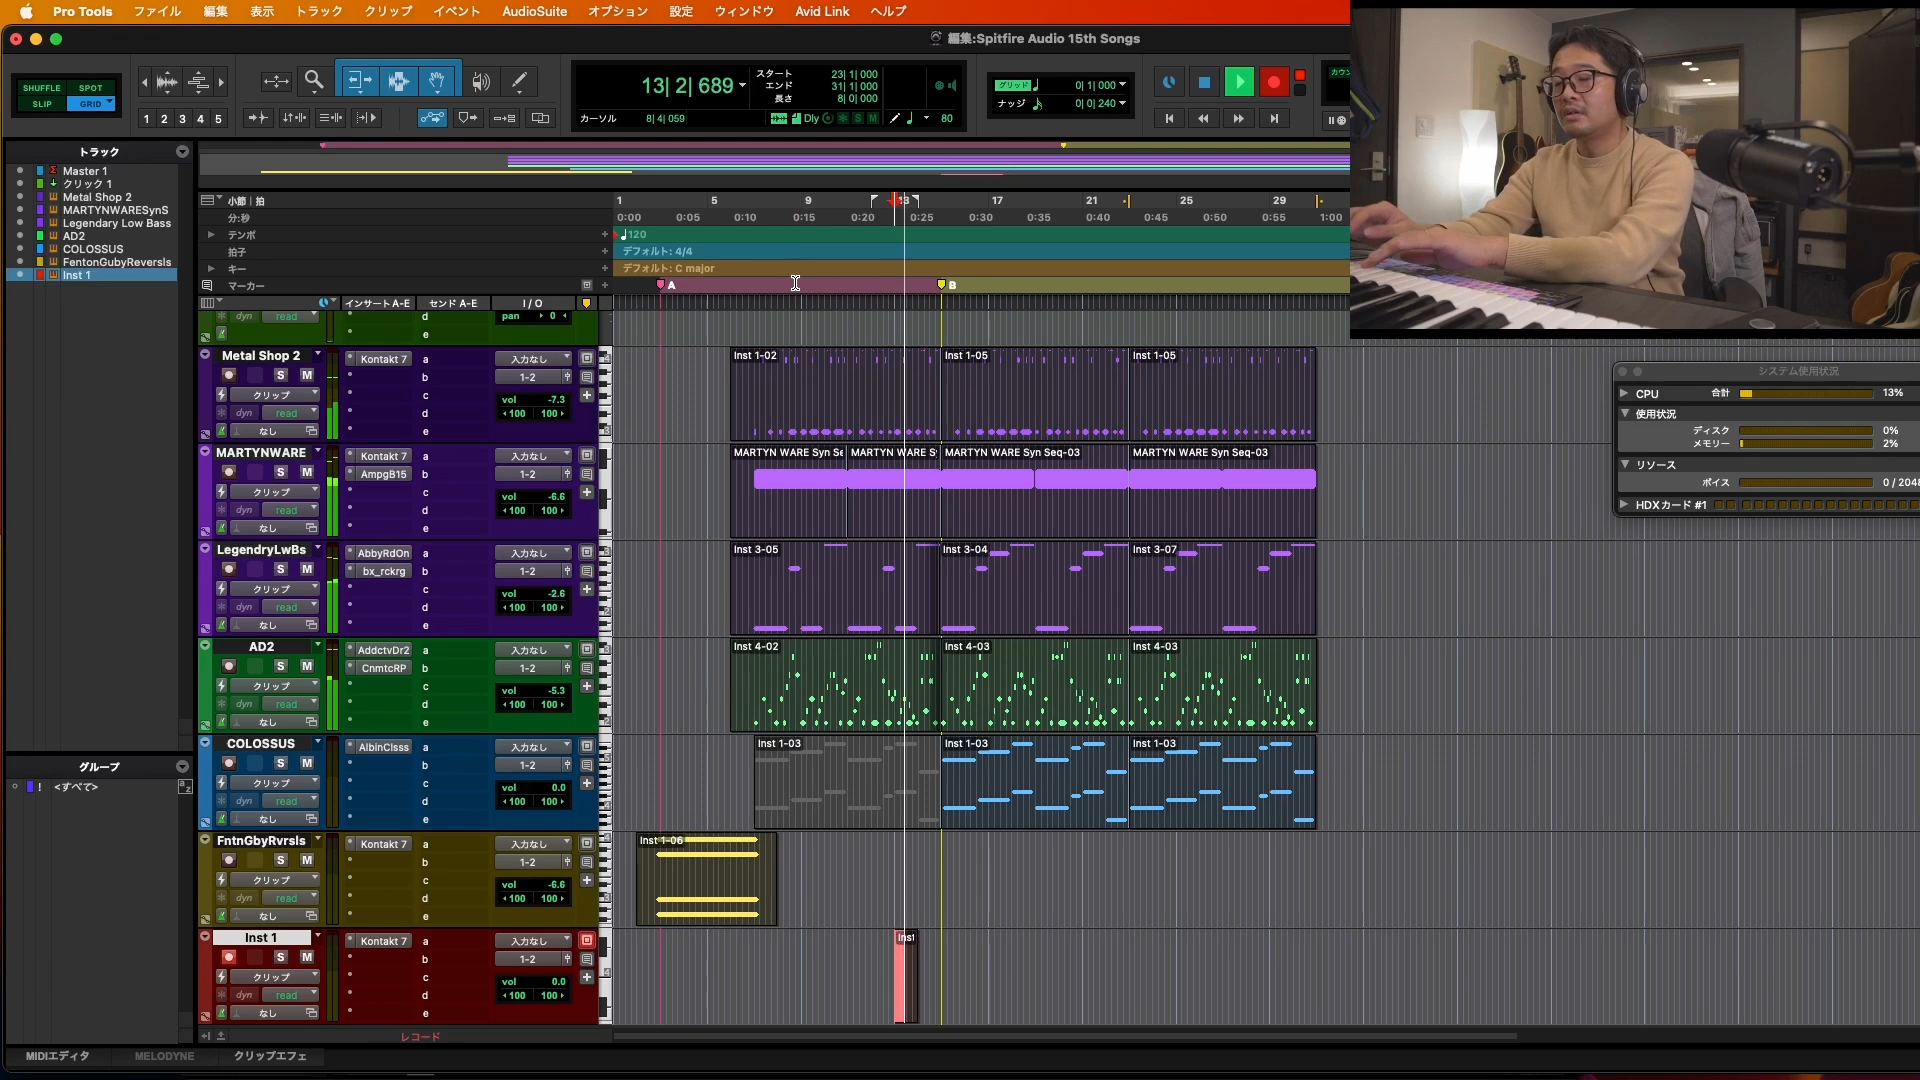 Pro Tools ファイル 編集 表示 トラック クリップ イベント AudioSuite オプション 設定 ウィンドウ Avid Link ヘルプ
編集:Spitfire Audio 15th Songs
SHUFFLE SPOT
SLIP GRID
1 2 3 4 5
13| 2| 689
スタート 23| 1| 000
エンド 31| 1| 000
長さ 8| 0| 000
カーソル 8| 4| 059
Dly S M 80
グリッド 0| 1| 000
ナッジ 0| 0| 240
カウン
トラック
Master 1
クリック 1
Metal Shop 2
MARTYNWARESynS
Legendary Low Bass
AD2
COLOSSUS
FentonGubyReversls
Inst 1
グループ
! <すべて>
小節|拍 1 5 9 13 17 21 25 29
分:秒 0:00 0:05 0:10 0:15 0:20 0:25 0:30 0:35 0:40 0:45 0:50 0:55 1:00
テンポ 120
拍子 デフォルト: 4/4
キー デフォルト: C major
マーカー A B
インサート A-E センド A-E I / O
dyn read d pan 0
e
Metal Shop 2 Kontakt 7 a 入力なし Inst 1-02 Inst 1-05 Inst 1-05
S M b 1-2
クリップ c vol -7.3
dyn read d 100 100
なし e
MARTYNWARE Kontakt 7 a 入力なし MARTYN WARE Syn Se MARTYN WARE Sy MARTYN WARE Syn Seq-03 MARTYN WARE Syn Seq-03
S M AmpgB15 b 1-2
クリップ c vol -6.6
dyn read d 100 100
なし e
LegendryLwBs AbbyRdOn a 入力なし Inst 3-05 Inst 3-04 Inst 3-07
S M bx_rckrg b 1-2
クリップ c vol -2.6
dyn read d 100 100
なし e
AD2 AddctvDr2 a 入力なし Inst 4-02 Inst 4-03 Inst 4-03
S M CnmtcRP b 1-2
クリップ c vol -5.3
dyn read d 100 100
なし e
COLOSSUS AlbinClsss a 入力なし Inst 1-03 Inst 1-03 Inst 1-03
S M b 1-2
クリップ c vol 0.0
dyn read d 100 100
なし e
FntnGbyRvrsls Kontakt 7 a 入力なし Inst 1-06
S M b 1-2
クリップ c vol -6.6
dyn read d 100 100
なし e
Inst 1 Kontakt 7 a 入力なし Inst
S M b 1-2
クリップ c vol 0.0
dyn read d 100 100
なし e
レコード
MIDIエディタ MELODYNE クリップエフェ
システム使用状況
CPU 合計 13%
使用状況
ディスク 0%
メモリー 2%
リソース
ボイス 0 / 2048
HDXカード #1